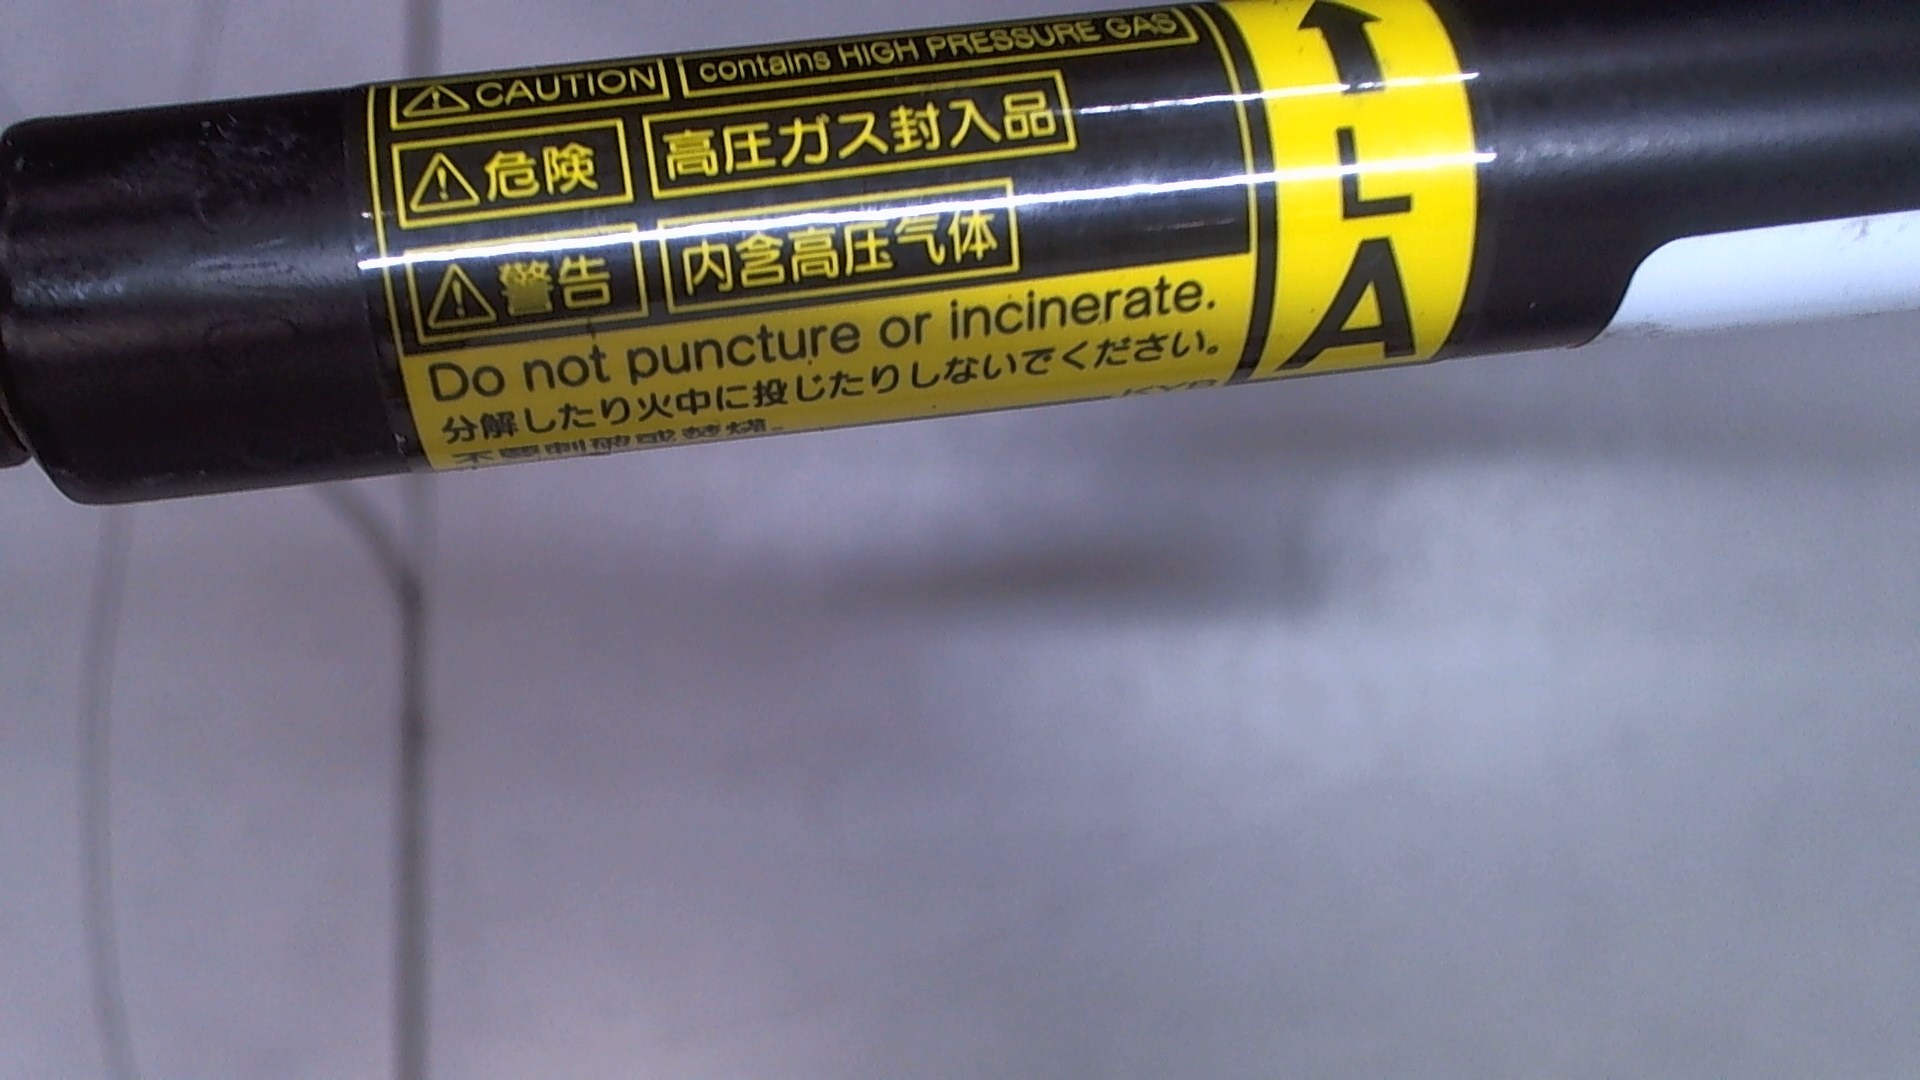 CAUTION contains HIGH PRESSURE GAS
危険 高圧ガス封入品
警告 内含高压气体
Do not puncture or incinerate.
分解したり火中に投じたりしないでください。
KYB
L
A